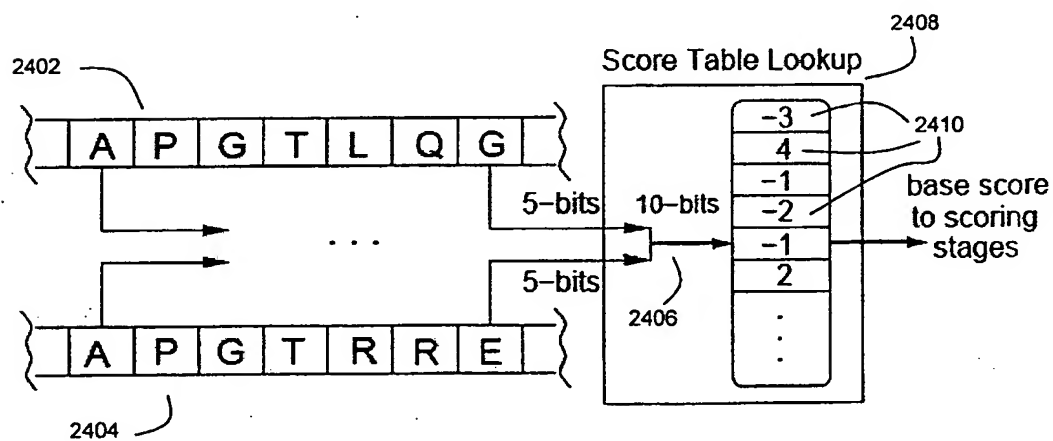 2408
2402
Score Table Lookup
A P G T L Q G
-3
4
-1
-2
-1
2
2410
5-bits
10-bits
base score
to scoring
stages
. . .
5-bits
2406
A P G T R R E
2404